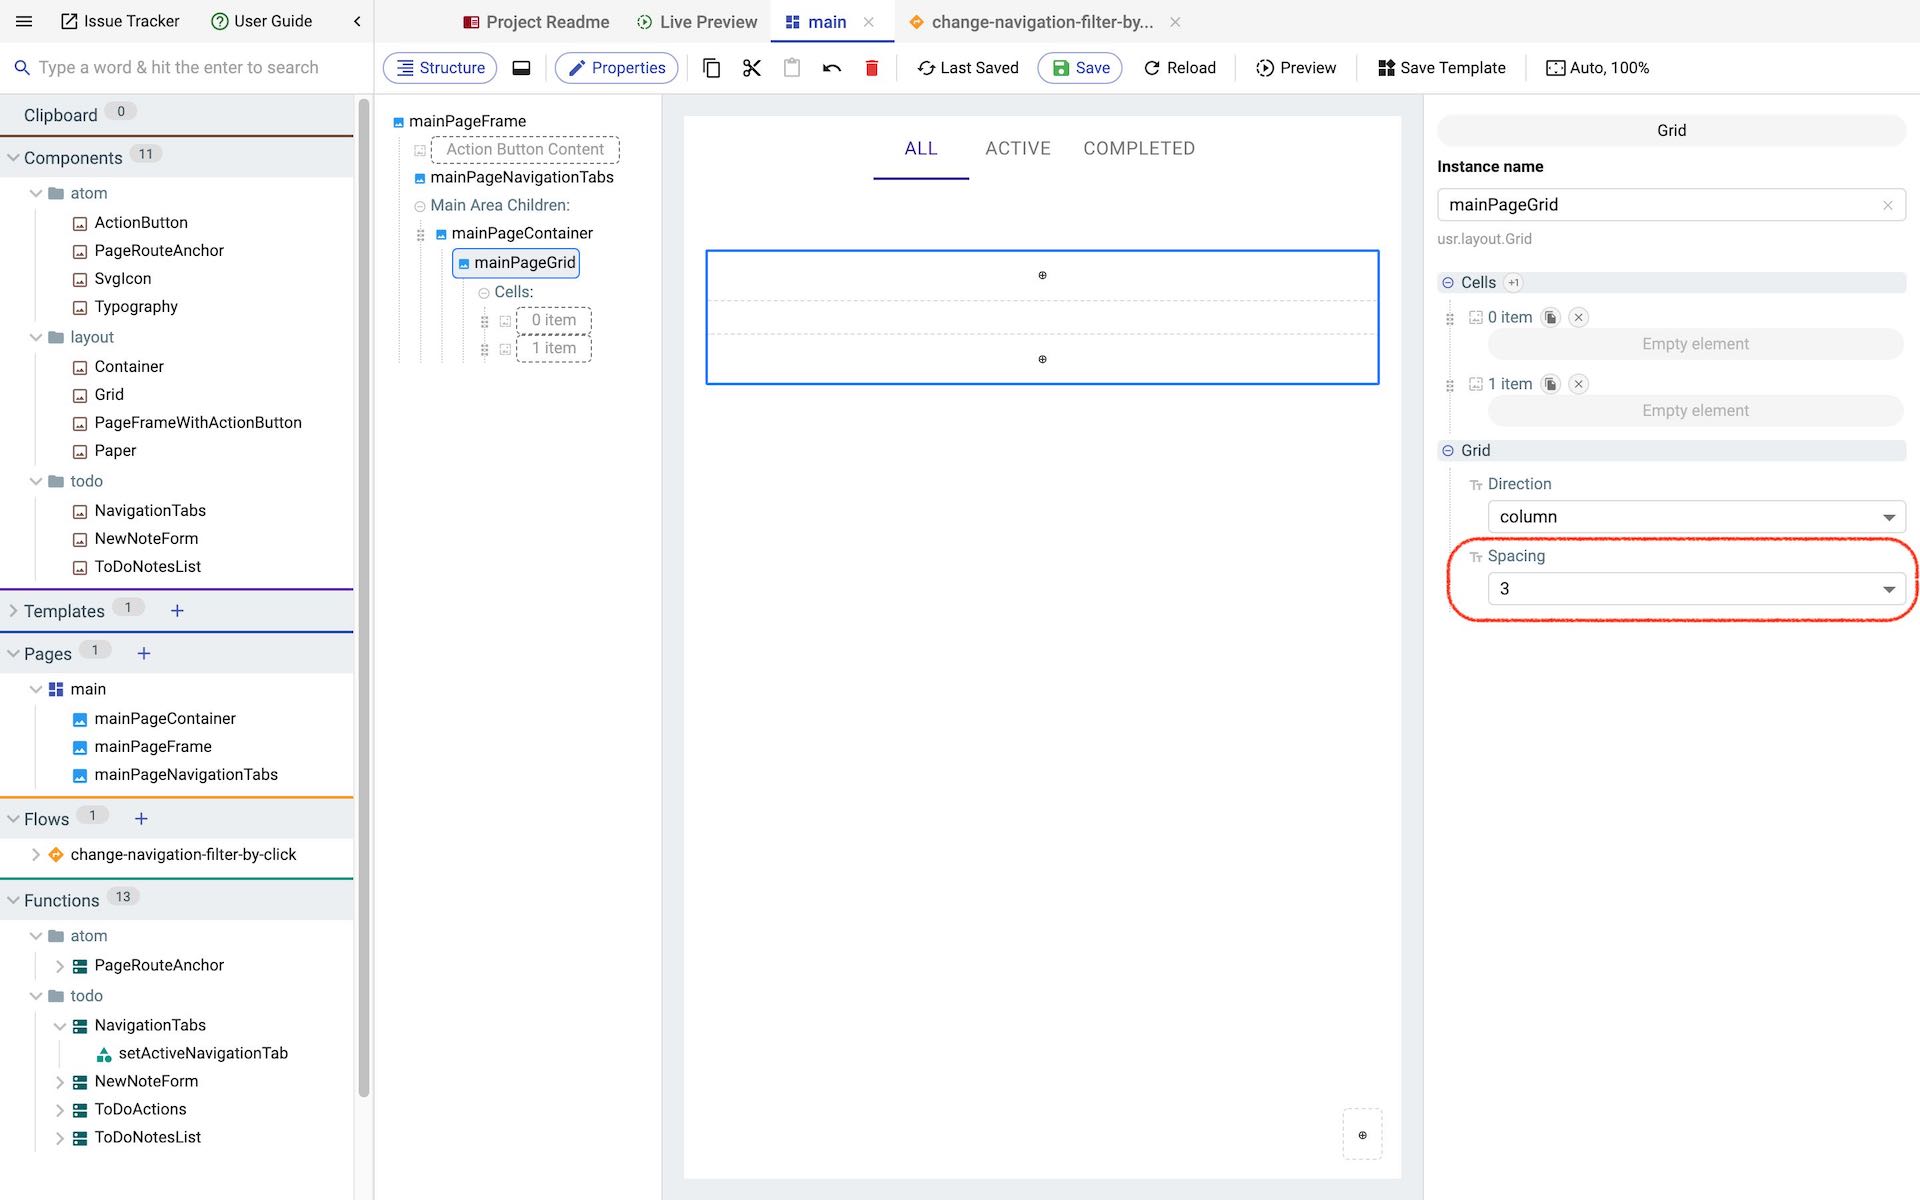 Issue Tracker
User Guide
Project Readme
Live Preview
main
change-navigation-filter-by...
Type a word & hit the enter to search
Structure
Properties
Last Saved
Save
Reload
Preview
Save Template
Auto, 100%
Clipboard 0
Components 11
atom
ActionButton
PageRouteAnchor
SvgIcon
Typography
layout
Container
Grid
PageFrameWithActionButton
Paper
todo
NavigationTabs
NewNoteForm
ToDoNotesList
Templates 1 +
Pages 1 +
main
mainPageContainer
mainPageFrame
mainPageNavigationTabs
Flows 1 +
change-navigation-filter-by-click
Functions 13
atom
PageRouteAnchor
todo
NavigationTabs
setActiveNavigationTab
NewNoteForm
ToDoActions
ToDoNotesList
mainPageFrame
Action Button Content
mainPageNavigationTabs
Main Area Children:
mainPageContainer
mainPageGrid
Cells:
0 item
1 item
ALL
ACTIVE
COMPLETED
Grid
Instance name
mainPageGrid
usr.layout.Grid
Cells +1
0 item
Empty element
1 item
Empty element
Grid
Tт Direction
column
Tт Spacing
3